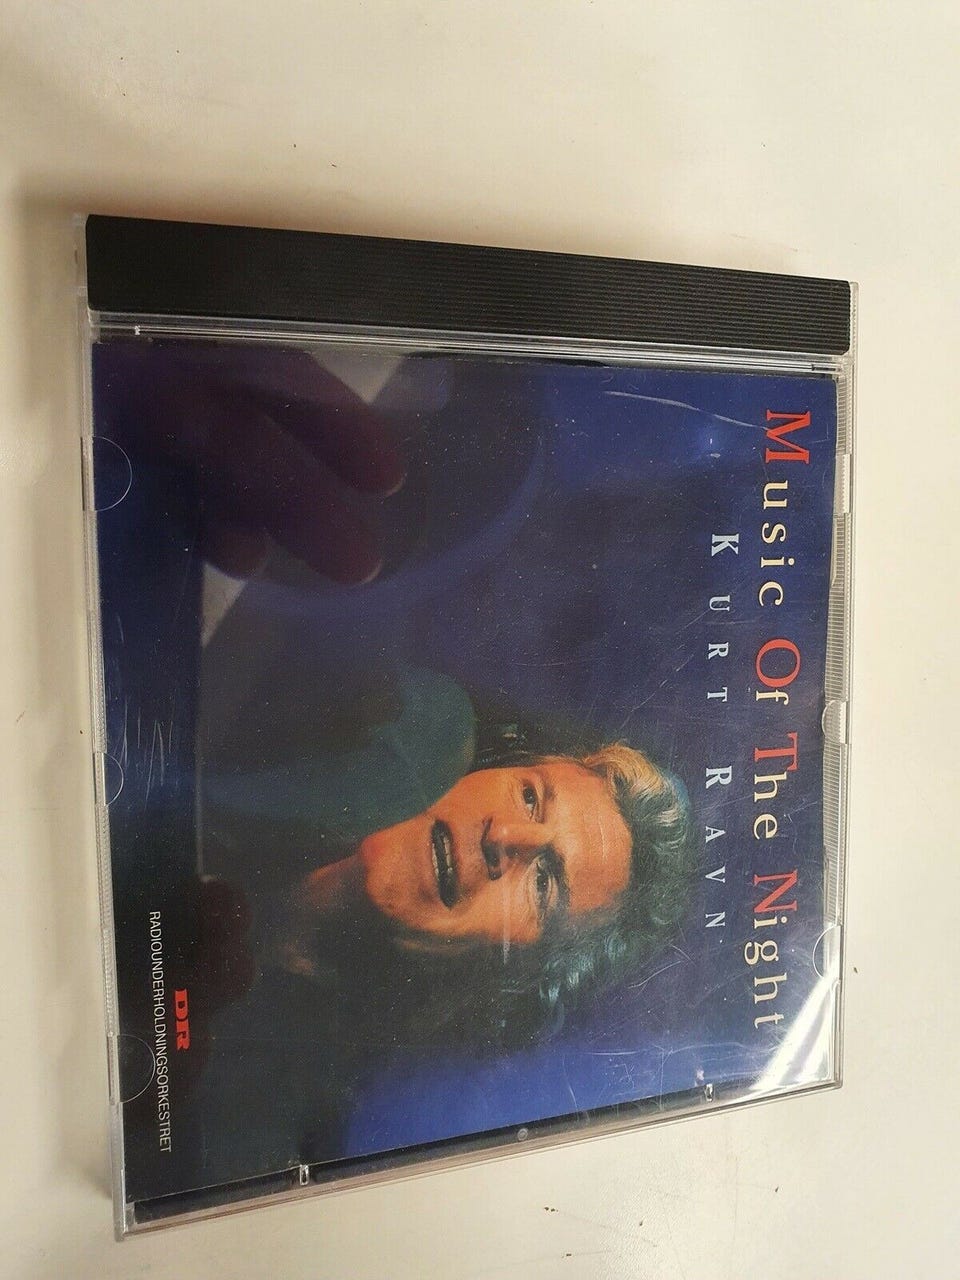 Music Of The Night
KURT RAVN
DR
RADIOUNDERHOLDNINGSORKESTRET